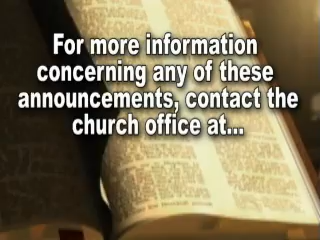 For more information
concerning any of these
announcements, contact the
church office at...